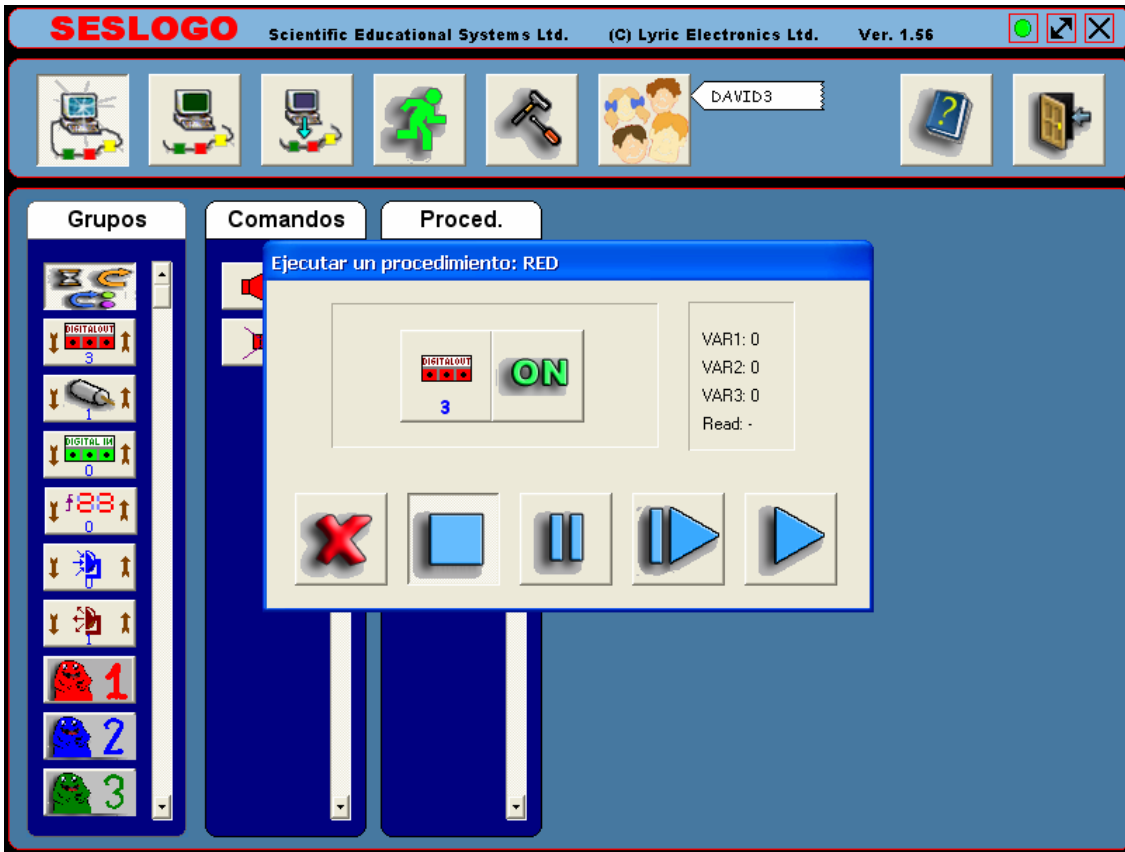 SESLOGO Scientific Educational Systems Ltd. (C) Lyric Electronics Ltd. Ver. 1.56
DAVID3
?
Grupos Comandos Proced.
Ejecutar un procedimiento: RED
DIGITALOUT
3
1
DIGITAL IN
0
f88
0
0
1
1
2
3
DIGITALOUT
3
ON
VAR1: 0
VAR2: 0
VAR3: 0
Read: -